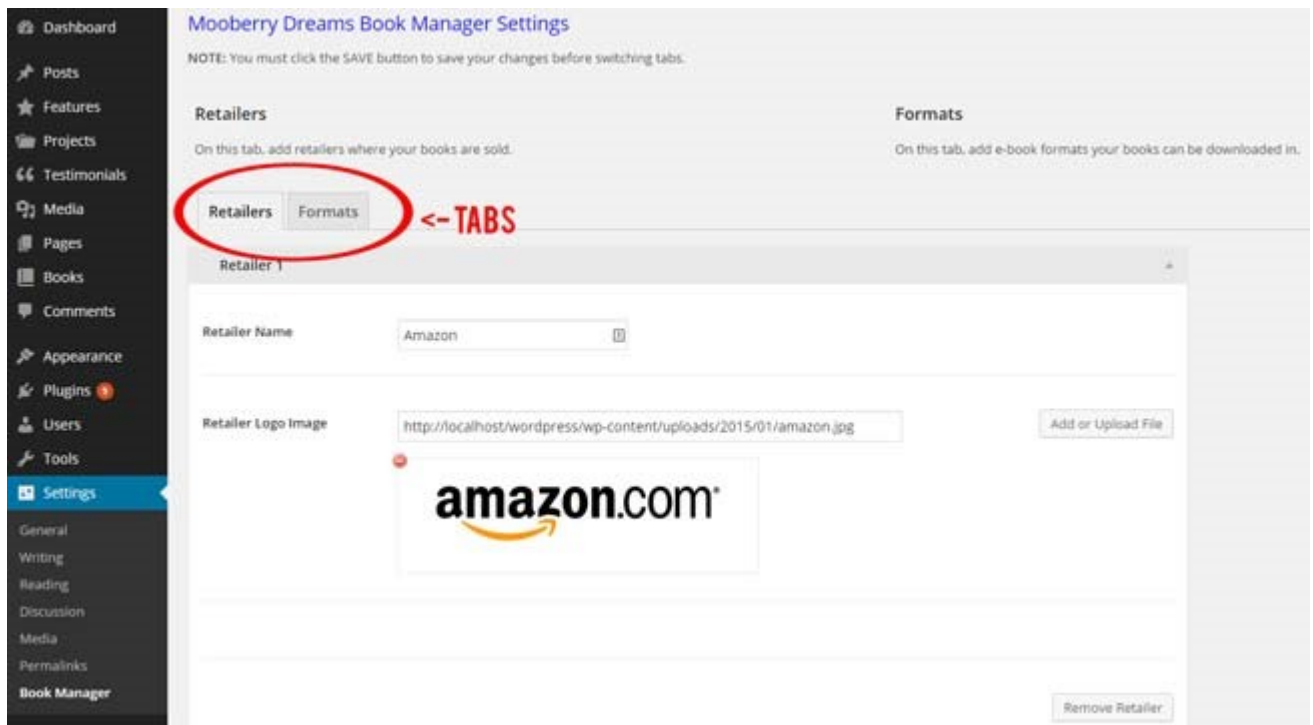 Dashboard
Posts
Features
Projects
Testimonials
Media
Pages
Books
Comments
Appearance
Plugins
Users
Tools
Settings
General
Writing
Reading
Discussion
Media
Permalinks
Book Manager
Mooberry Dreams Book Manager Settings
NOTE: You must click the SAVE button to save your changes before switching tabs.
Retailers
On this tab, add retailers where your books are sold.
Formats
On this tab, add e-book formats your books can be downloaded in.
Retailers Formats <- TABS
Retailer 1
Retailer Name Amazon
Retailer Logo Image http://localhost/wordpress/wp-content/uploads/2015/01/amazon.jpg Add or Upload File
amazon.com
Remove Retailer